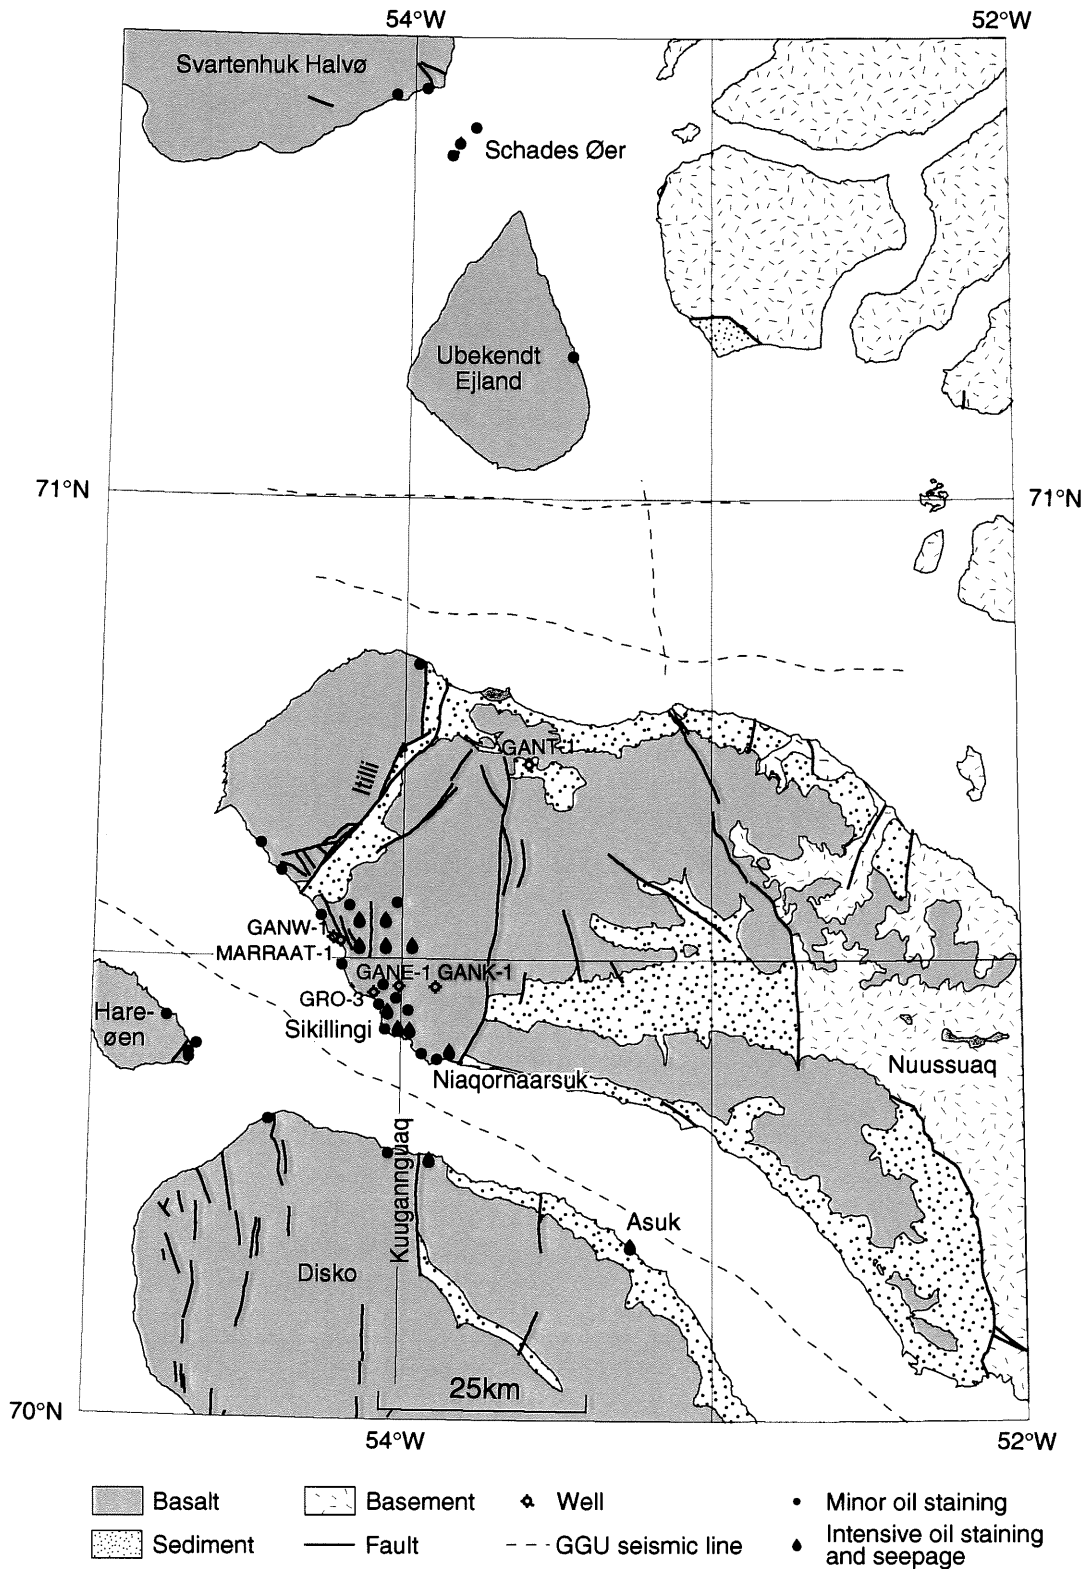 54°W
52°W
Svartenhuk Halvø
Schades Øer
Ubekendt
Ejland
71°N
71°N
GANT-1
Itilli
GANW-1
MARRAAT-1
GANE-1 GANK-1
GRO-3
Sikillingi
Hare-
øen
Nuussuaq
Niaqornaarsuk
Kuugannguaq
Asuk
Disko
25km
70°N
54°W
52°W
Basalt
Basement
Well
Minor oil staining
Sediment
Fault
GGU seismic line
Intensive oil staining
and seepage